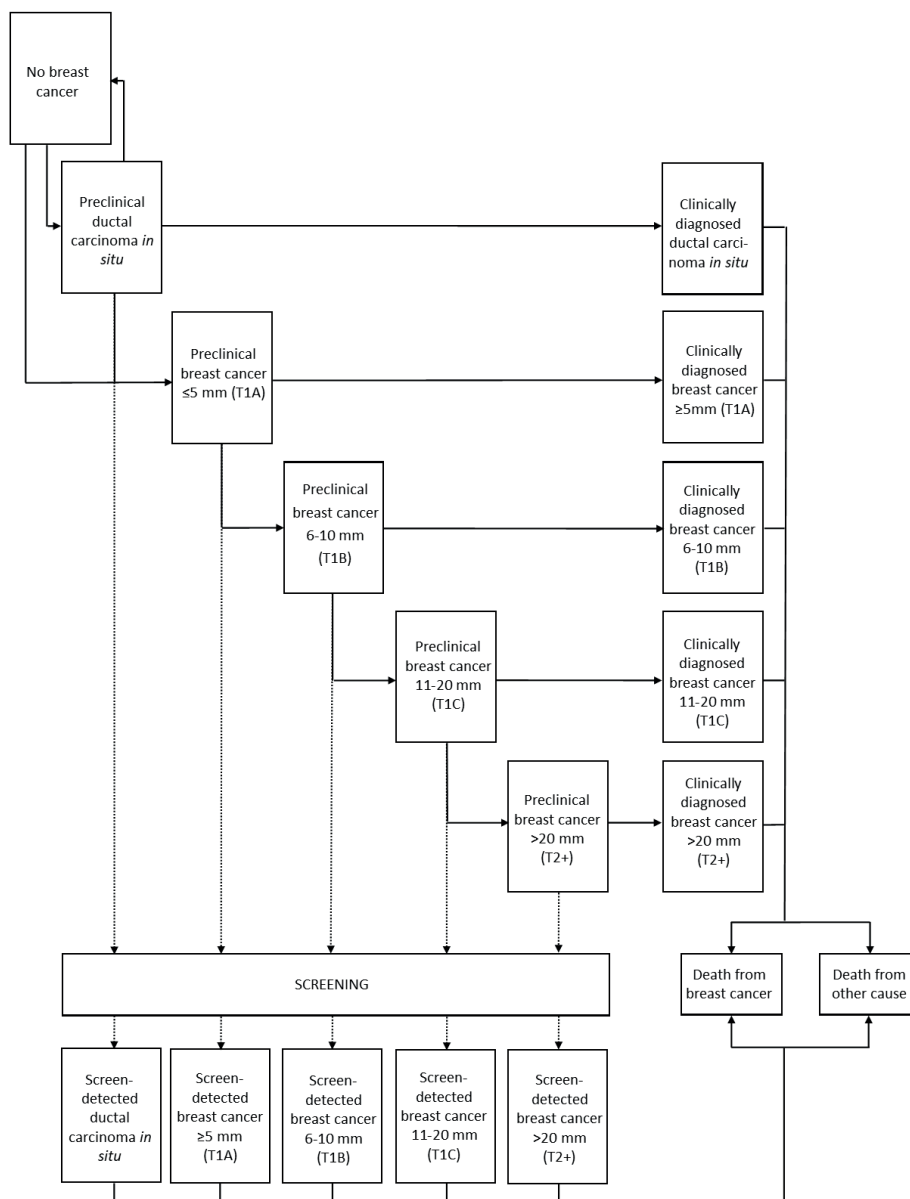 No breast
cancer
Preclinical
ductal
carcinoma in
situ
Clinically
diagnosed
ductal carci-
noma in situ
Preclinical
breast cancer
≤5 mm (T1A)
Clinically
diagnosed
breast cancer
≥5mm (T1A)
Preclinical
breast cancer
6-10 mm
(T1B)
Clinically
diagnosed
breast cancer
6-10 mm
(T1B)
Preclinical
breast cancer
11-20 mm
(T1C)
Clinically
diagnosed
breast cancer
11-20 mm
(T1C)
Preclinical
breast cancer
>20 mm
(T2+)
Clinically
diagnosed
breast cancer
>20 mm
(T2+)
SCREENING
Death from
breast cancer
Death from
other cause
Screen-
detected
ductal
carcinoma in
situ
Screen-
detected
breast cancer
≥5 mm
(T1A)
Screen-
detected
breast cancer
6-10 mm
(T1B)
Screen-
detected
breast cancer
11-20 mm
(T1C)
Screen-
detected
breast cancer
>20 mm
(T2+)